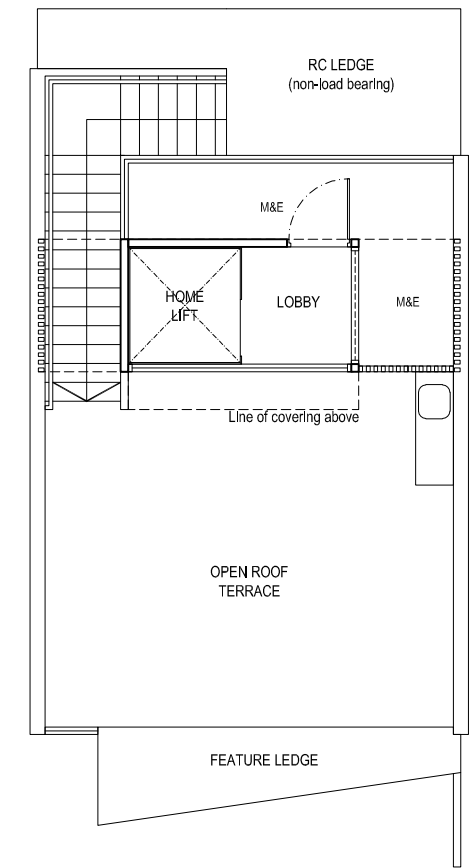 RC LEDGE
(non-load bearing)
M&E
HOME
LIFT
LOBBY
M&E
Line of covering above
OPEN ROOF
TERRACE
FEATURE LEDGE